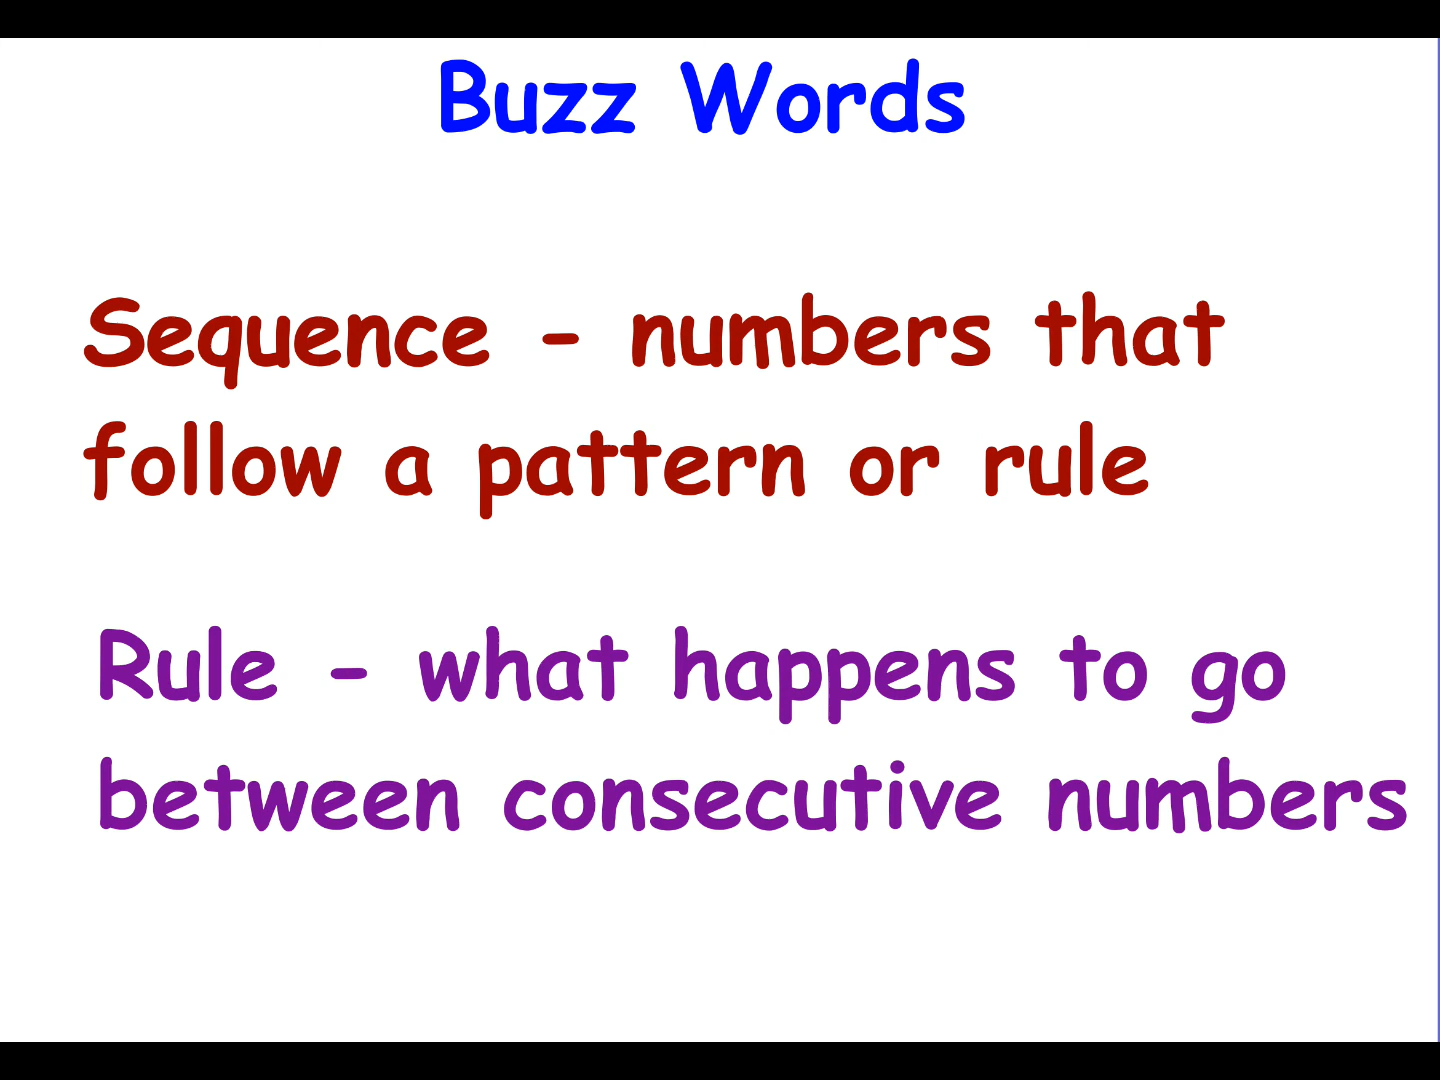 Buzz Words
Sequence - numbers that
follow a pattern or rule
Rule - what happens to go
between consecutive numbers